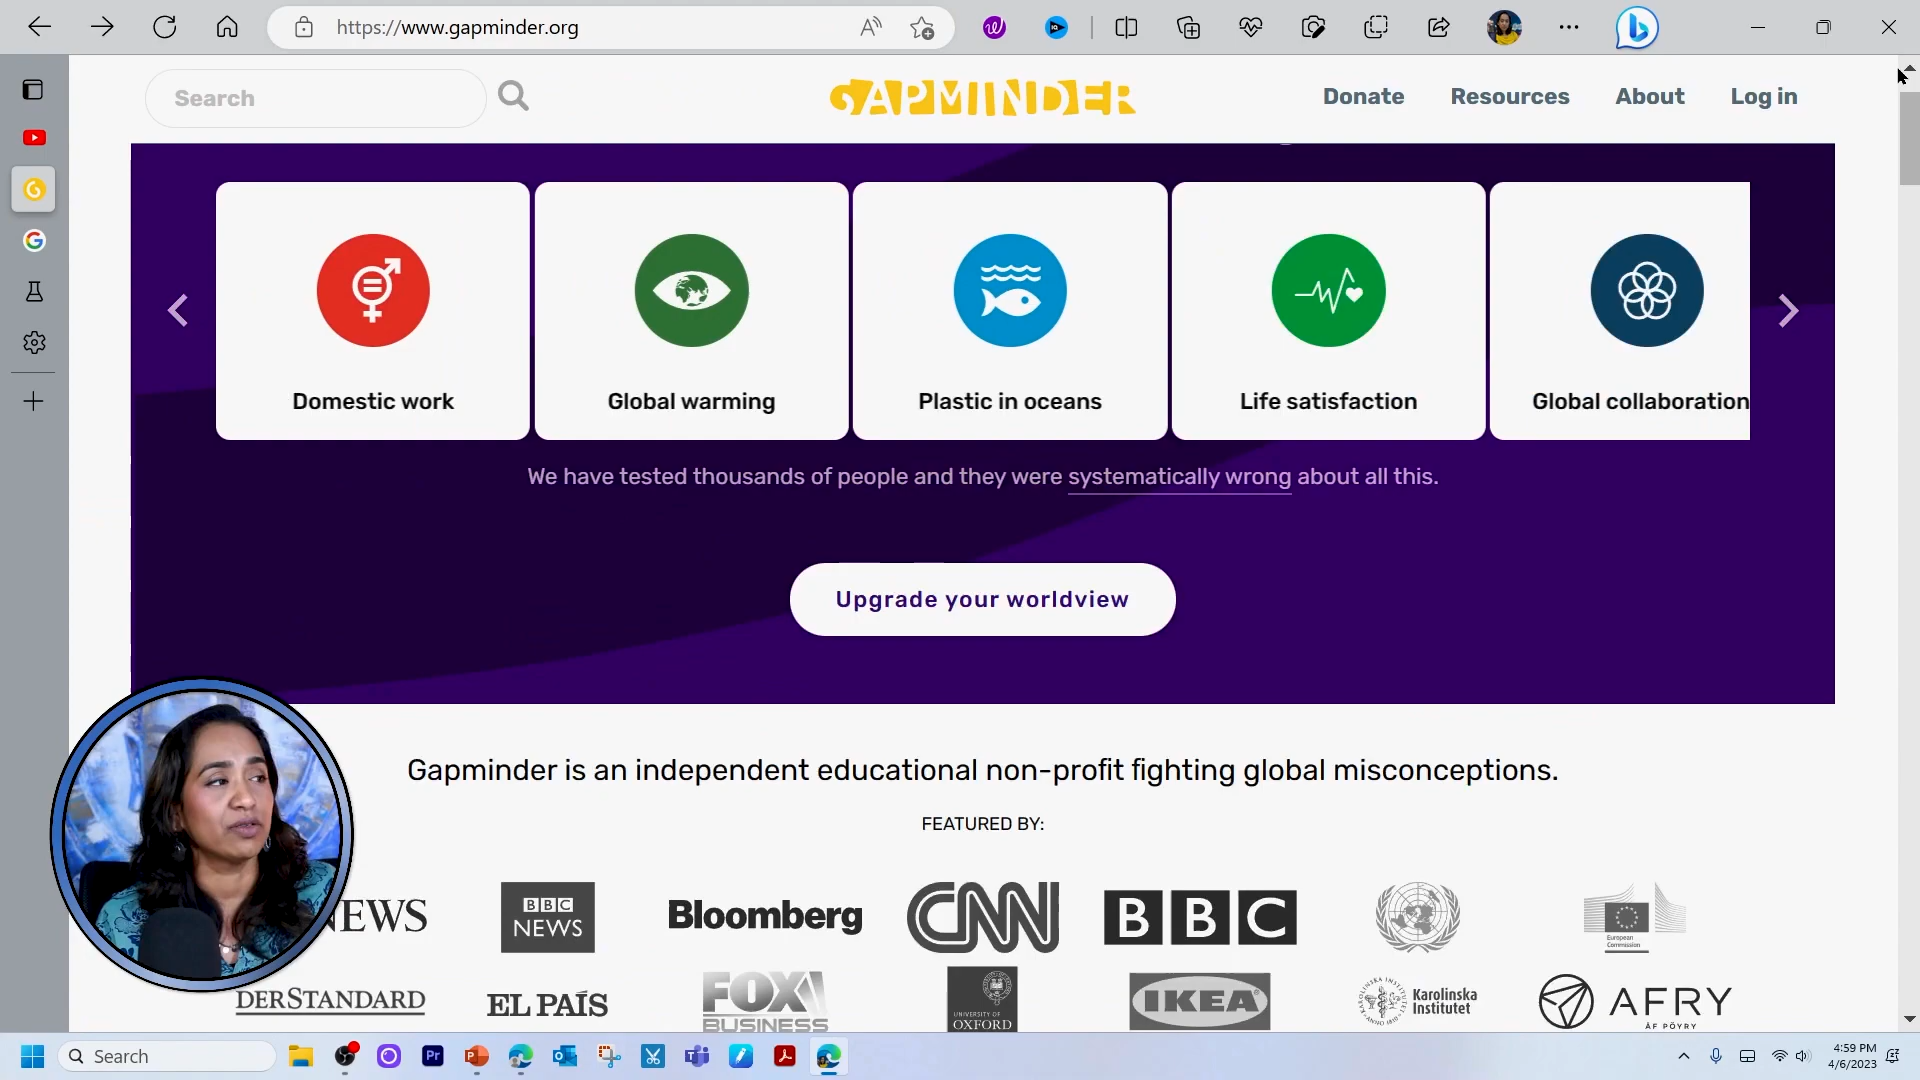 https://www.gapminder.org
Search
GAPMINDER
Donate
Resources
About
Log in
Domestic work
Global warming
Plastic in oceans
Life satisfaction
Global collaboration
We have tested thousands of people and they were systematically wrong about all this.
Upgrade your worldview
Gapminder is an independent educational non-profit fighting global misconceptions.
FEATURED BY:
NEWS
BBC
NEWS
Bloomberg
CNN
BBC
European
Commission
DERSTANDARD
EL PAÍS
FOX
BUSINESS
UNIVERSITY OF
OXFORD
IKEA
Karolinska
Institutet
AFRY
ÅF PÖYRY
Search
Pr
4:59 PM
4/6/2023